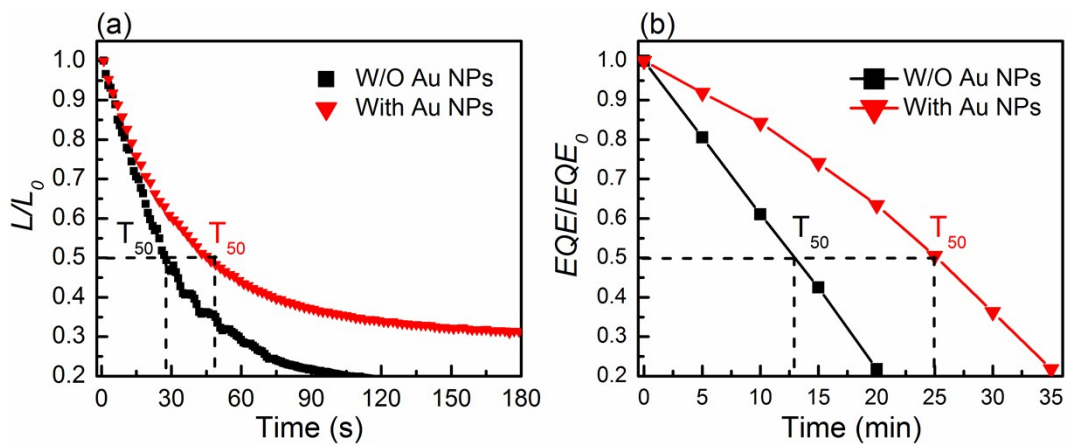 (a)
L/L0
1.0
0.9
0.8
0.7
0.6
0.5
0.4
0.3
0.2
W/O Au NPs
With Au NPs
T50
T50
0 30 60 90 120 150 180
Time (s)
(b)
EQE/EQE0
1.0
0.9
0.8
0.7
0.6
0.5
0.4
0.3
0.2
W/O Au NPs
With Au NPs
T50
T50
0 5 10 15 20 25 30 35
Time (min)